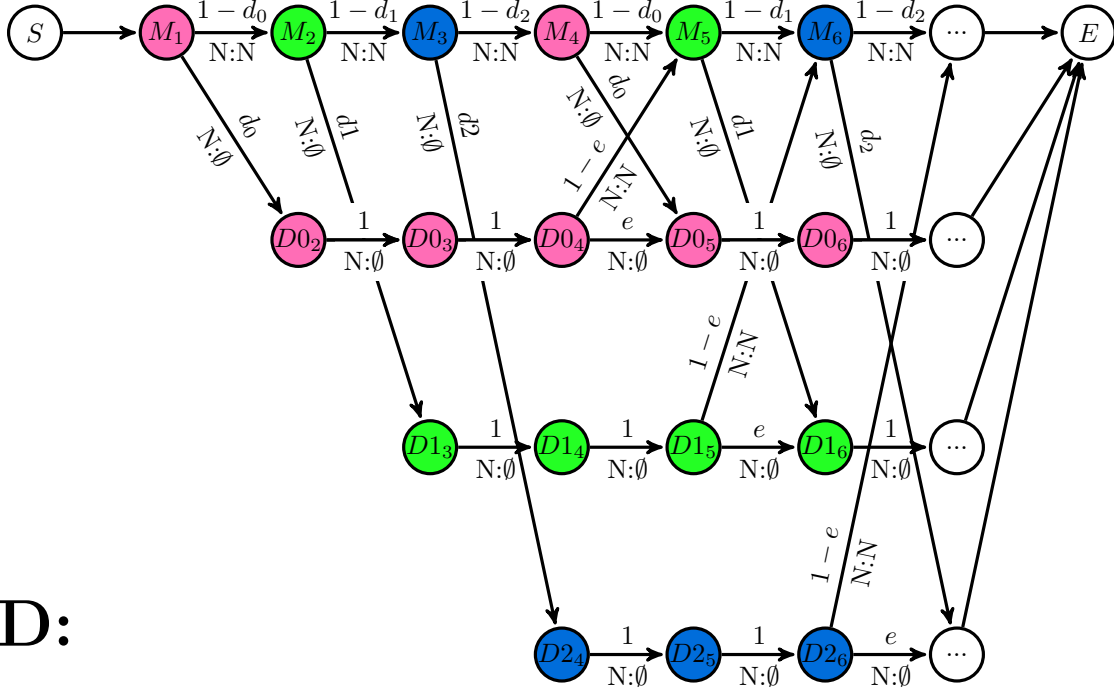 1 − d₀ 1 − d₁ 1 − d₂ 1 − d₀ 1 − d₁ 1 − d₂
S M₁ M₂ M₃ M₄ M₅ M₆ ... E
N:N N:N N:N N:N N:N N:N
d₀ d1 d2 d₀ d1 d₂
N:∅ N:∅ N:∅ N:∅ N:∅ N:∅
1 − e
N:N
1 1 e 1 1
D0₂ D0₃ D0₄ D0₅ D0₆ ...
N:∅ N:∅ N:∅ N:∅ N:∅
1 − e
N:N
1 1 e 1
D1₃ D1₄ D1₅ D1₆ ...
N:∅ N:∅ N:∅ N:∅
1 − e
N:N
D:
1 1 e
D2₄ D2₅ D2₆ ...
N:∅ N:∅ N:∅